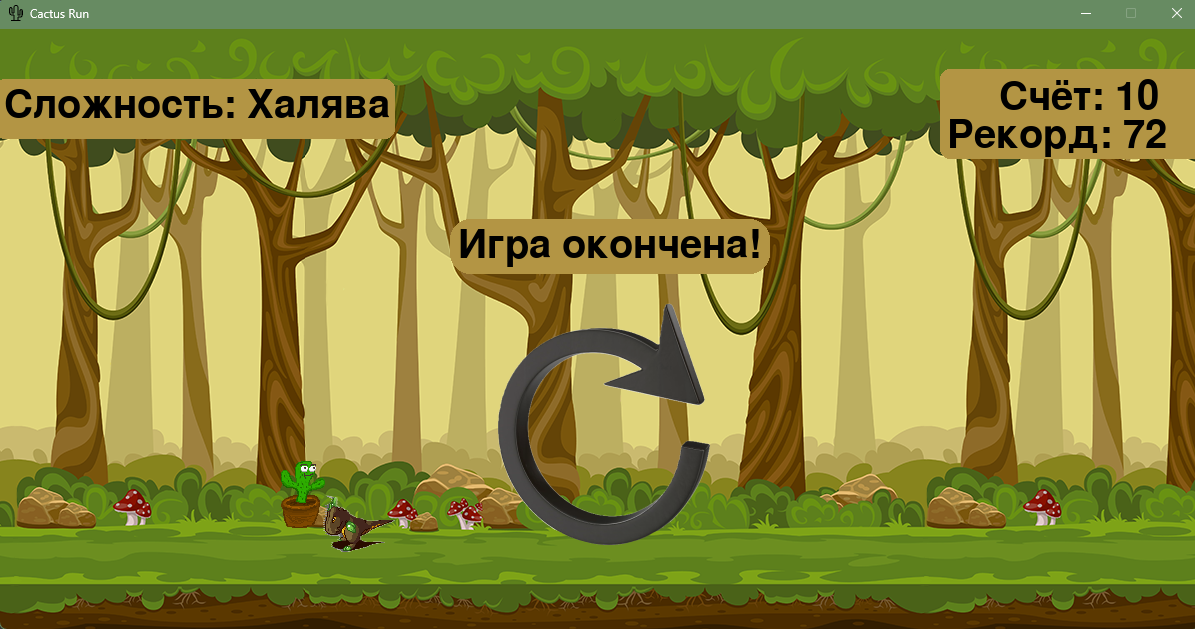 Cactus Run
Сложность: Халява
Счёт: 10
Рекорд: 72
Игра окончена!